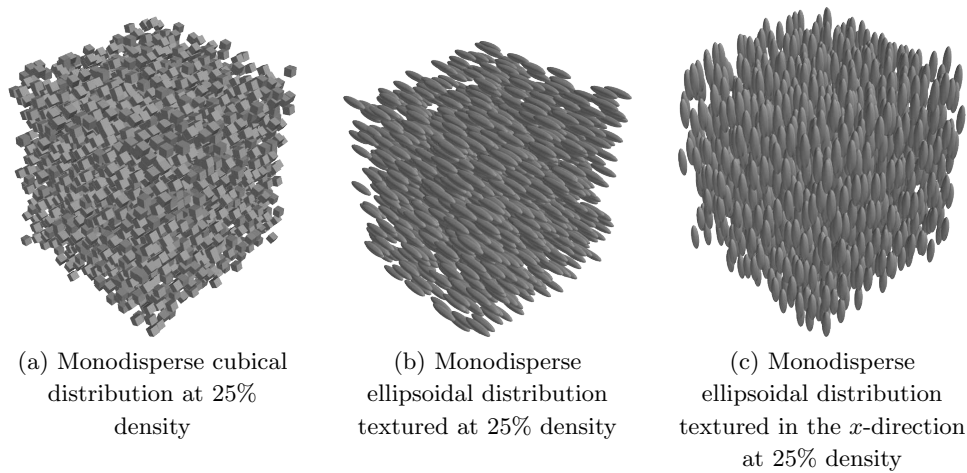 (a) Monodisperse cubical
distribution at 25%
density
(b) Monodisperse
ellipsoidal distribution
textured at 25% density
(c) Monodisperse
ellipsoidal distribution
textured in the x-direction
at 25% density